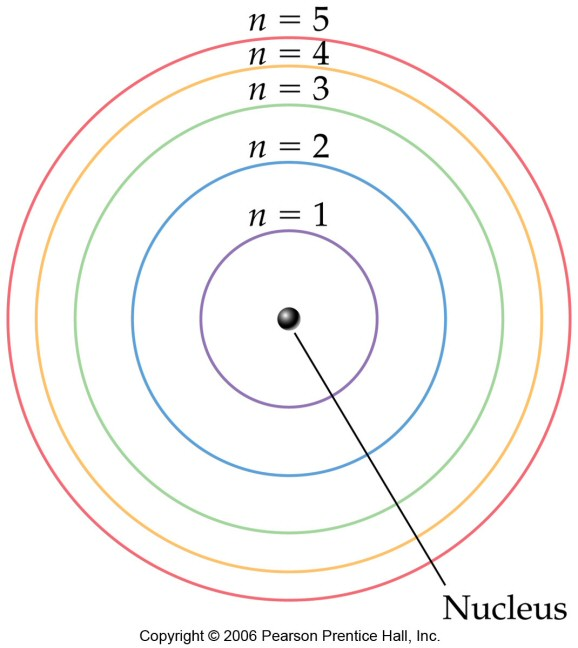 n = 5
n = 4
n = 3
n = 2
n = 1
Nucleus
Copyright © 2006 Pearson Prentice Hall, Inc.